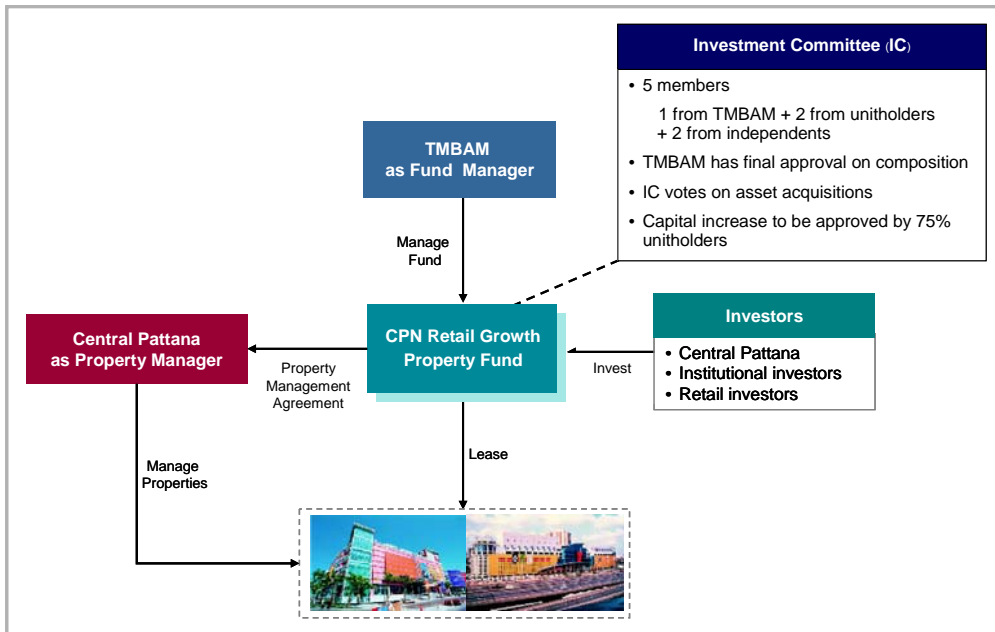 Investment Committee (IC)
• 5 members
1 from TMBAM + 2 from unitholders
+ 2 from independents
• TMBAM has final approval on composition
• IC votes on asset acquisitions
• Capital increase to be approved by 75%
unitholders
TMBAM
as Fund Manager
Manage
Fund
Central Pattana
as Property Manager
Property
Management
Agreement
CPN Retail Growth
Property Fund
Invest
Investors
• Central Pattana
• Institutional investors
• Retail investors
Manage
Properties
Lease